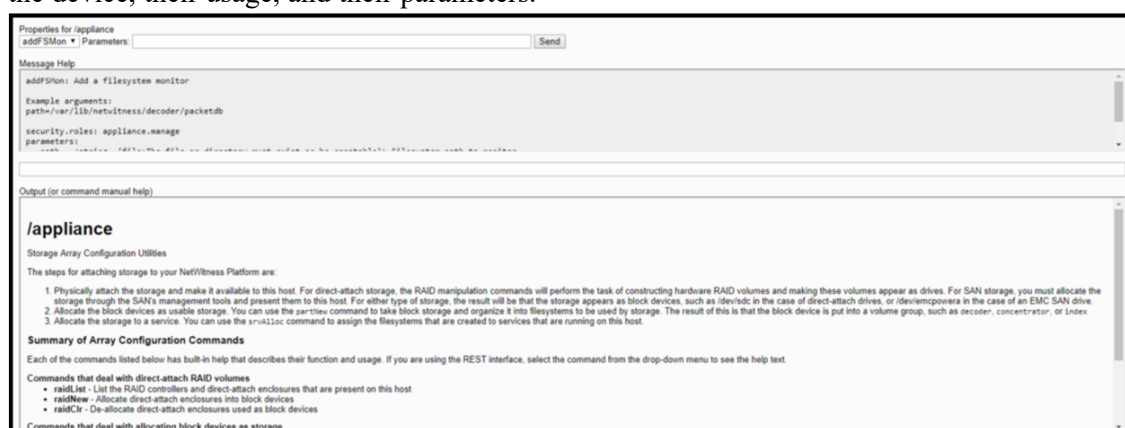 the device, their usage, and their parameters.
Properties for /appliance
addFSMon Parameters: Send
Message Help
addFSMon: Add a filesystem monitor
Example arguments:
path=/var/lib/netwitness/decoder/packetdb
security.roles: appliance.manage
parameters:
Output (or command manual help)
/appliance
Storage Array Configuration Utilities
The steps for attaching storage to your NetWitness Platform are:
1. Physically attach the storage and make it available to this host. For direct-attach storage, the RAID manipulation commands will perform the task of constructing hardware RAID volumes and making these volumes appear as drives. For SAN storage, you must allocate the
storage through the SAN's management tools and present them to this host. For either type of storage, the result will be that the storage appears as block devices, such as /dev/sdc in the case of direct-attach drives, or /dev/emcpowera in the case of an EMC SAN drive.
2. Allocate the block devices as usable storage. You can use the partNew command to take block storage and organize it into filesystems to be used by storage. The result of this is that the block device is put into a volume group, such as decoder, concentrator, or index
3. Allocate the storage to a service. You can use the srvAlloc command to assign the filesystems that are created to services that are running on this host.
Summary of Array Configuration Commands
Each of the commands listed below has built-in help that describes their function and usage. If you are using the REST interface, select the command from the drop-down menu to see the help text.
Commands that deal with direct-attach RAID volumes
• raidList - List the RAID controllers and direct-attach enclosures that are present on this host
• raidNew - Allocate direct-attach enclosures into block devices
• raidClr - De-allocate direct-attach enclosures used as block devices
Commands that deal with allocating block devices as storage